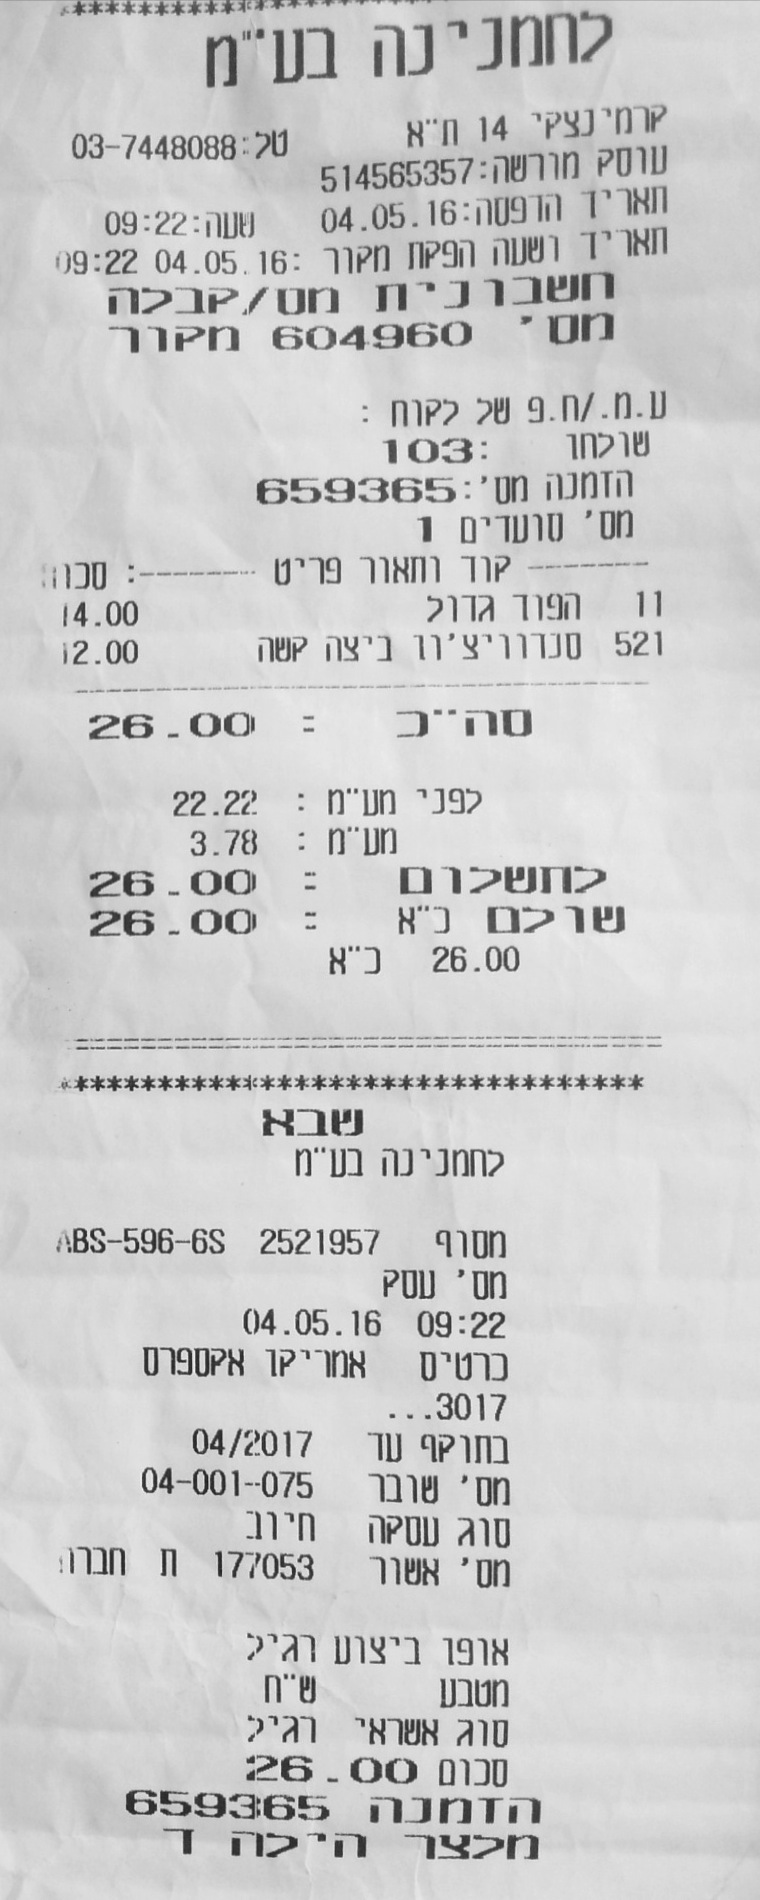 לחמנינה בע"מ
קרמינצקי 14 ת"א טל:03-7448088
עוסק מורשה:514565357
תאריך הדפסה:04.05.16 שעה:09:22
תאריך ושעה הפקת מקור :04.05.16 09:22
חשבונית מס/קבלה
מס' 604960 מקור
ע.מ./ח.פ של לקוח :
שולחן :103
הזמנה מס':659365
מס' סועדים 1
-------- קוד ותאור פריט --------: סכום
11 הפוך גדול 14.00
521 סנדוויצ'ון ביצה קשה 12.00
סה"כ : 26.00
לפני מע"מ : 22.22
מע"מ : 3.78
לתשלום : 26.00
שולם כ"א : 26.00
26.00 כ"א
===================================
***********************************
שבא
לחמנינה בע"מ
מסוף 2521957 ABS-596-6S
מס' עסק
09:22 04.05.16
כרטיס אמריקן אקספרס
3017...
בתוקף עד 04/2017
מס' שובר 04-001-075
סוג עסקה חיוב
מס' אשור 177053 ת חברה
אופן ביצוע רגיל
מטבע ש"ח
סוג אשראי רגיל
סכום 26.00
הזמנה 659365
מלצר הילה ד